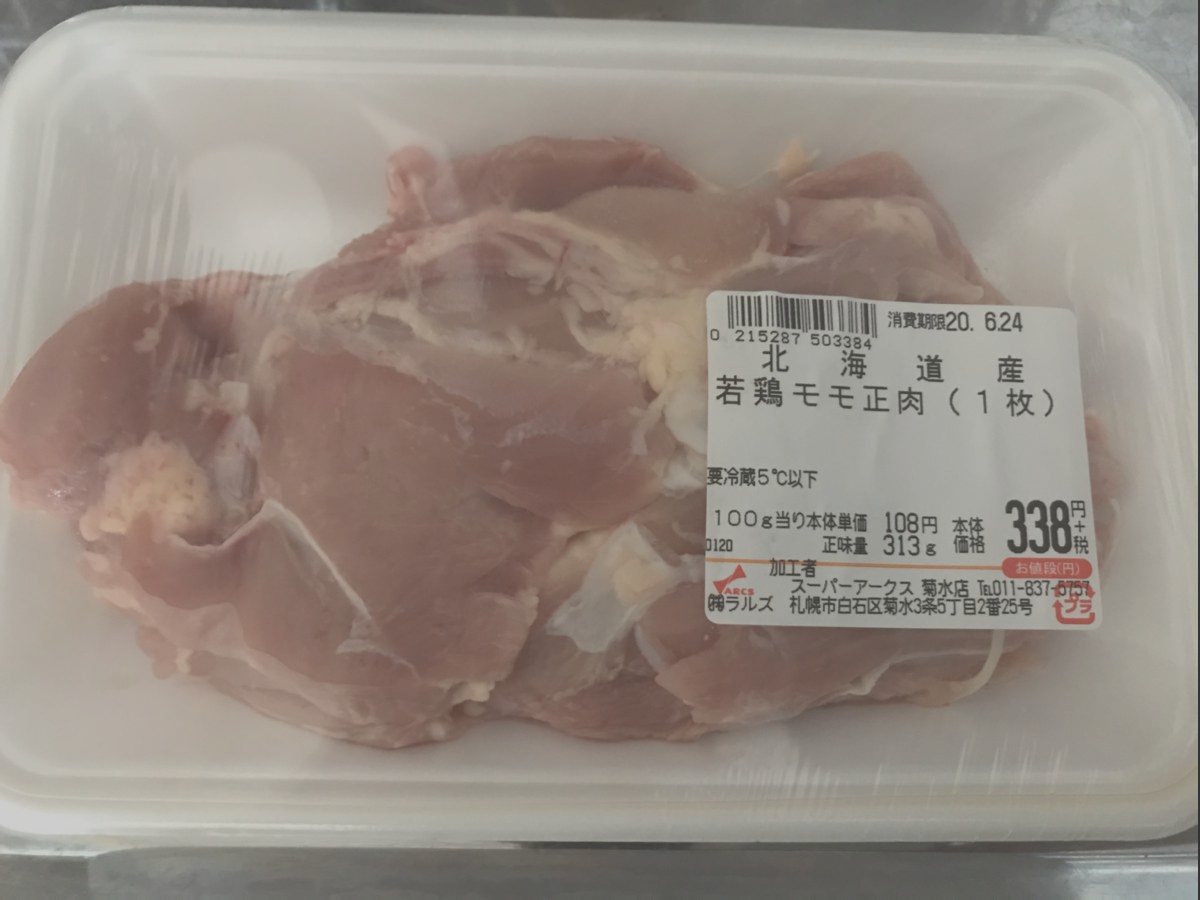 消費期限20. 6.24
0 215287 503384
北海道産
若鶏モモ正肉(1枚)
要冷蔵5℃以下
100g当り本体単価 108円 本体価格 338円+税
0120 正味量 313g
お値段(円)
加工者
ARCS スーパーアークス 菊水店 ℡011-837-5757
㈱ラルズ 札幌市白石区菊水3条5丁目2番25号
プラ